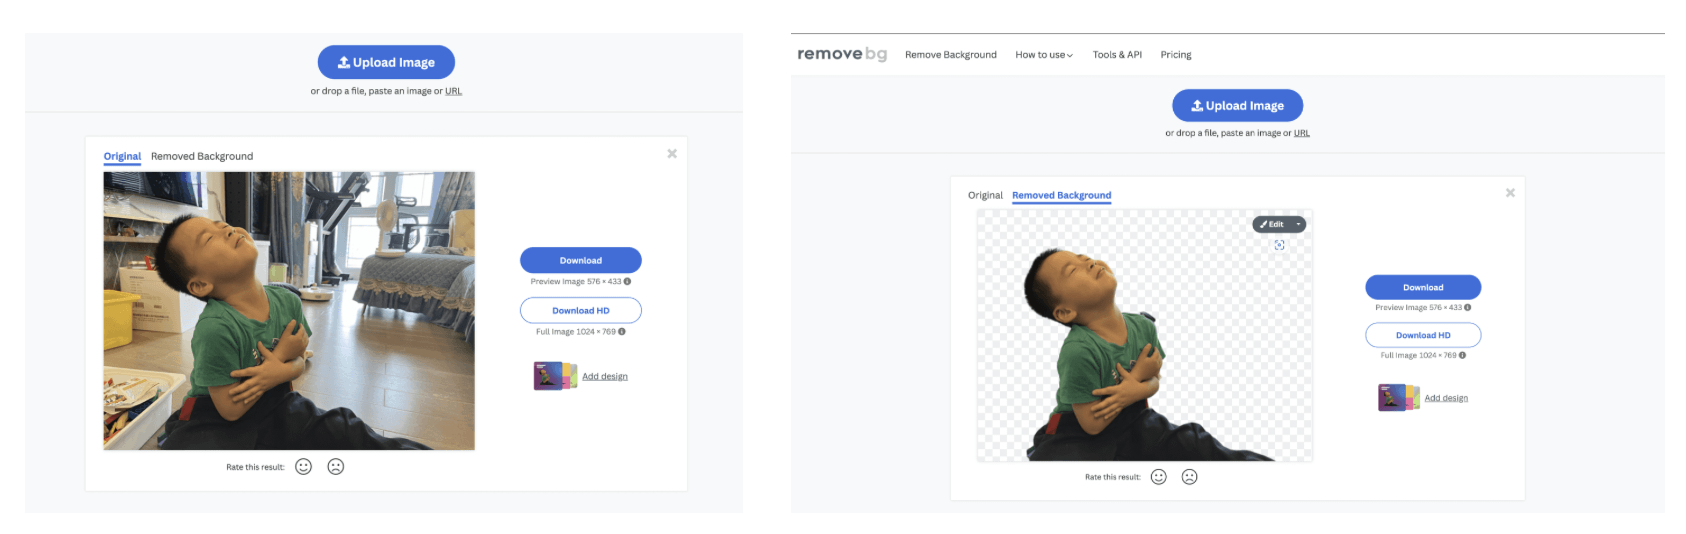 Upload Image
or drop a file, paste an image or URL
Original Removed Background
Download
Preview Image 576 × 433
Download HD
Full Image 1024 × 769
Add design
Rate this result:
removebg Remove Background How to use Tools & API Pricing
Upload Image
or drop a file, paste an image or URL
Original Removed Background
Edit
Download
Preview Image 576 × 433
Download HD
Full Image 1024 × 769
Add design
Rate this result: